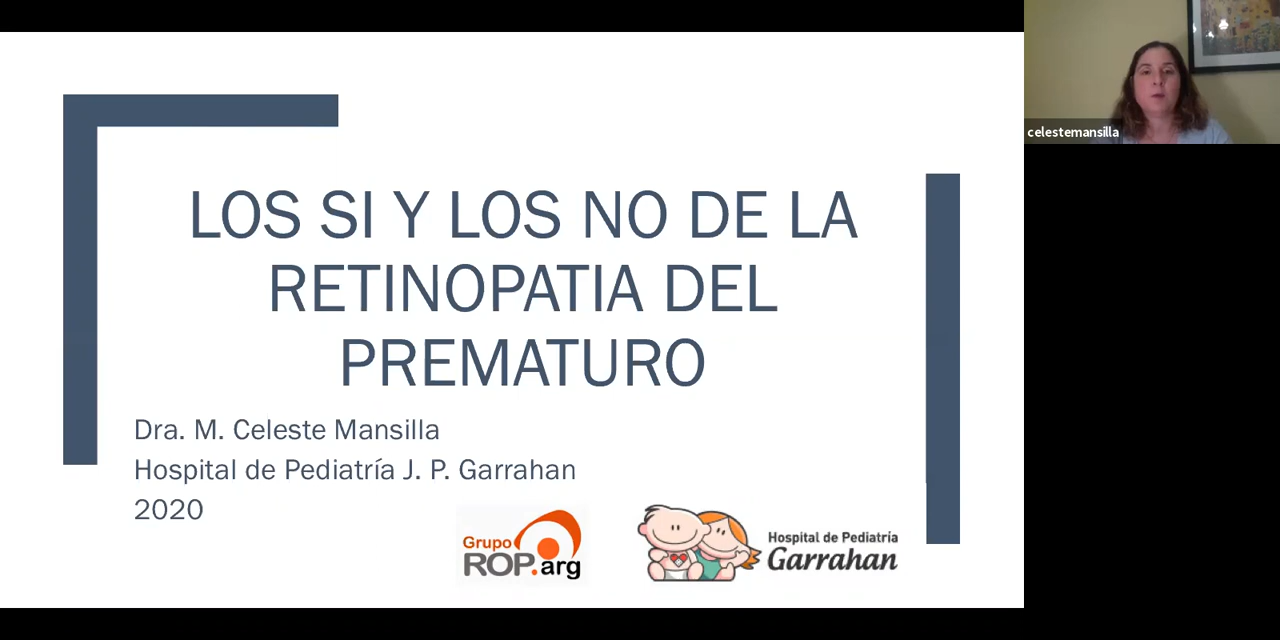 LOS SI Y LOS NO DE LA
RETINOPATIA DEL
PREMATURO
Dra. M. Celeste Mansilla
Hospital de Pediatría J. P. Garrahan
2020
Grupo
ROP.arg
Hospital de Pediatría
Garrahan
celestemansilla